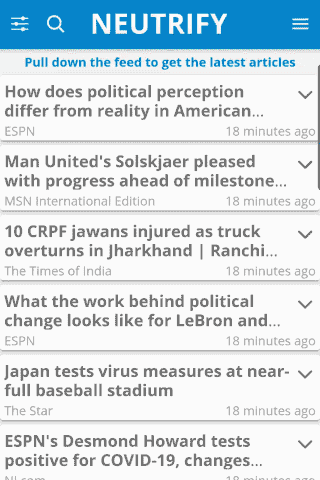 NEUTRIFY
Pull down the feed to get the latest articles
How does political perception
differ from reality in American...
ESPN 18 minutes ago
Man United's Solskjaer pleased
with progress ahead of milestone...
MSN International Edition 18 minutes ago
10 CRPF jawans injured as truck
overturns in Jharkhand | Ranchi...
The Times of India 18 minutes ago
What the work behind political
change looks like for LeBron and...
ESPN 18 minutes ago
Japan tests virus measures at near-
full baseball stadium
The Star 18 minutes ago
ESPN's Desmond Howard tests
positive for COVID-19, changes...
18 minutes ago